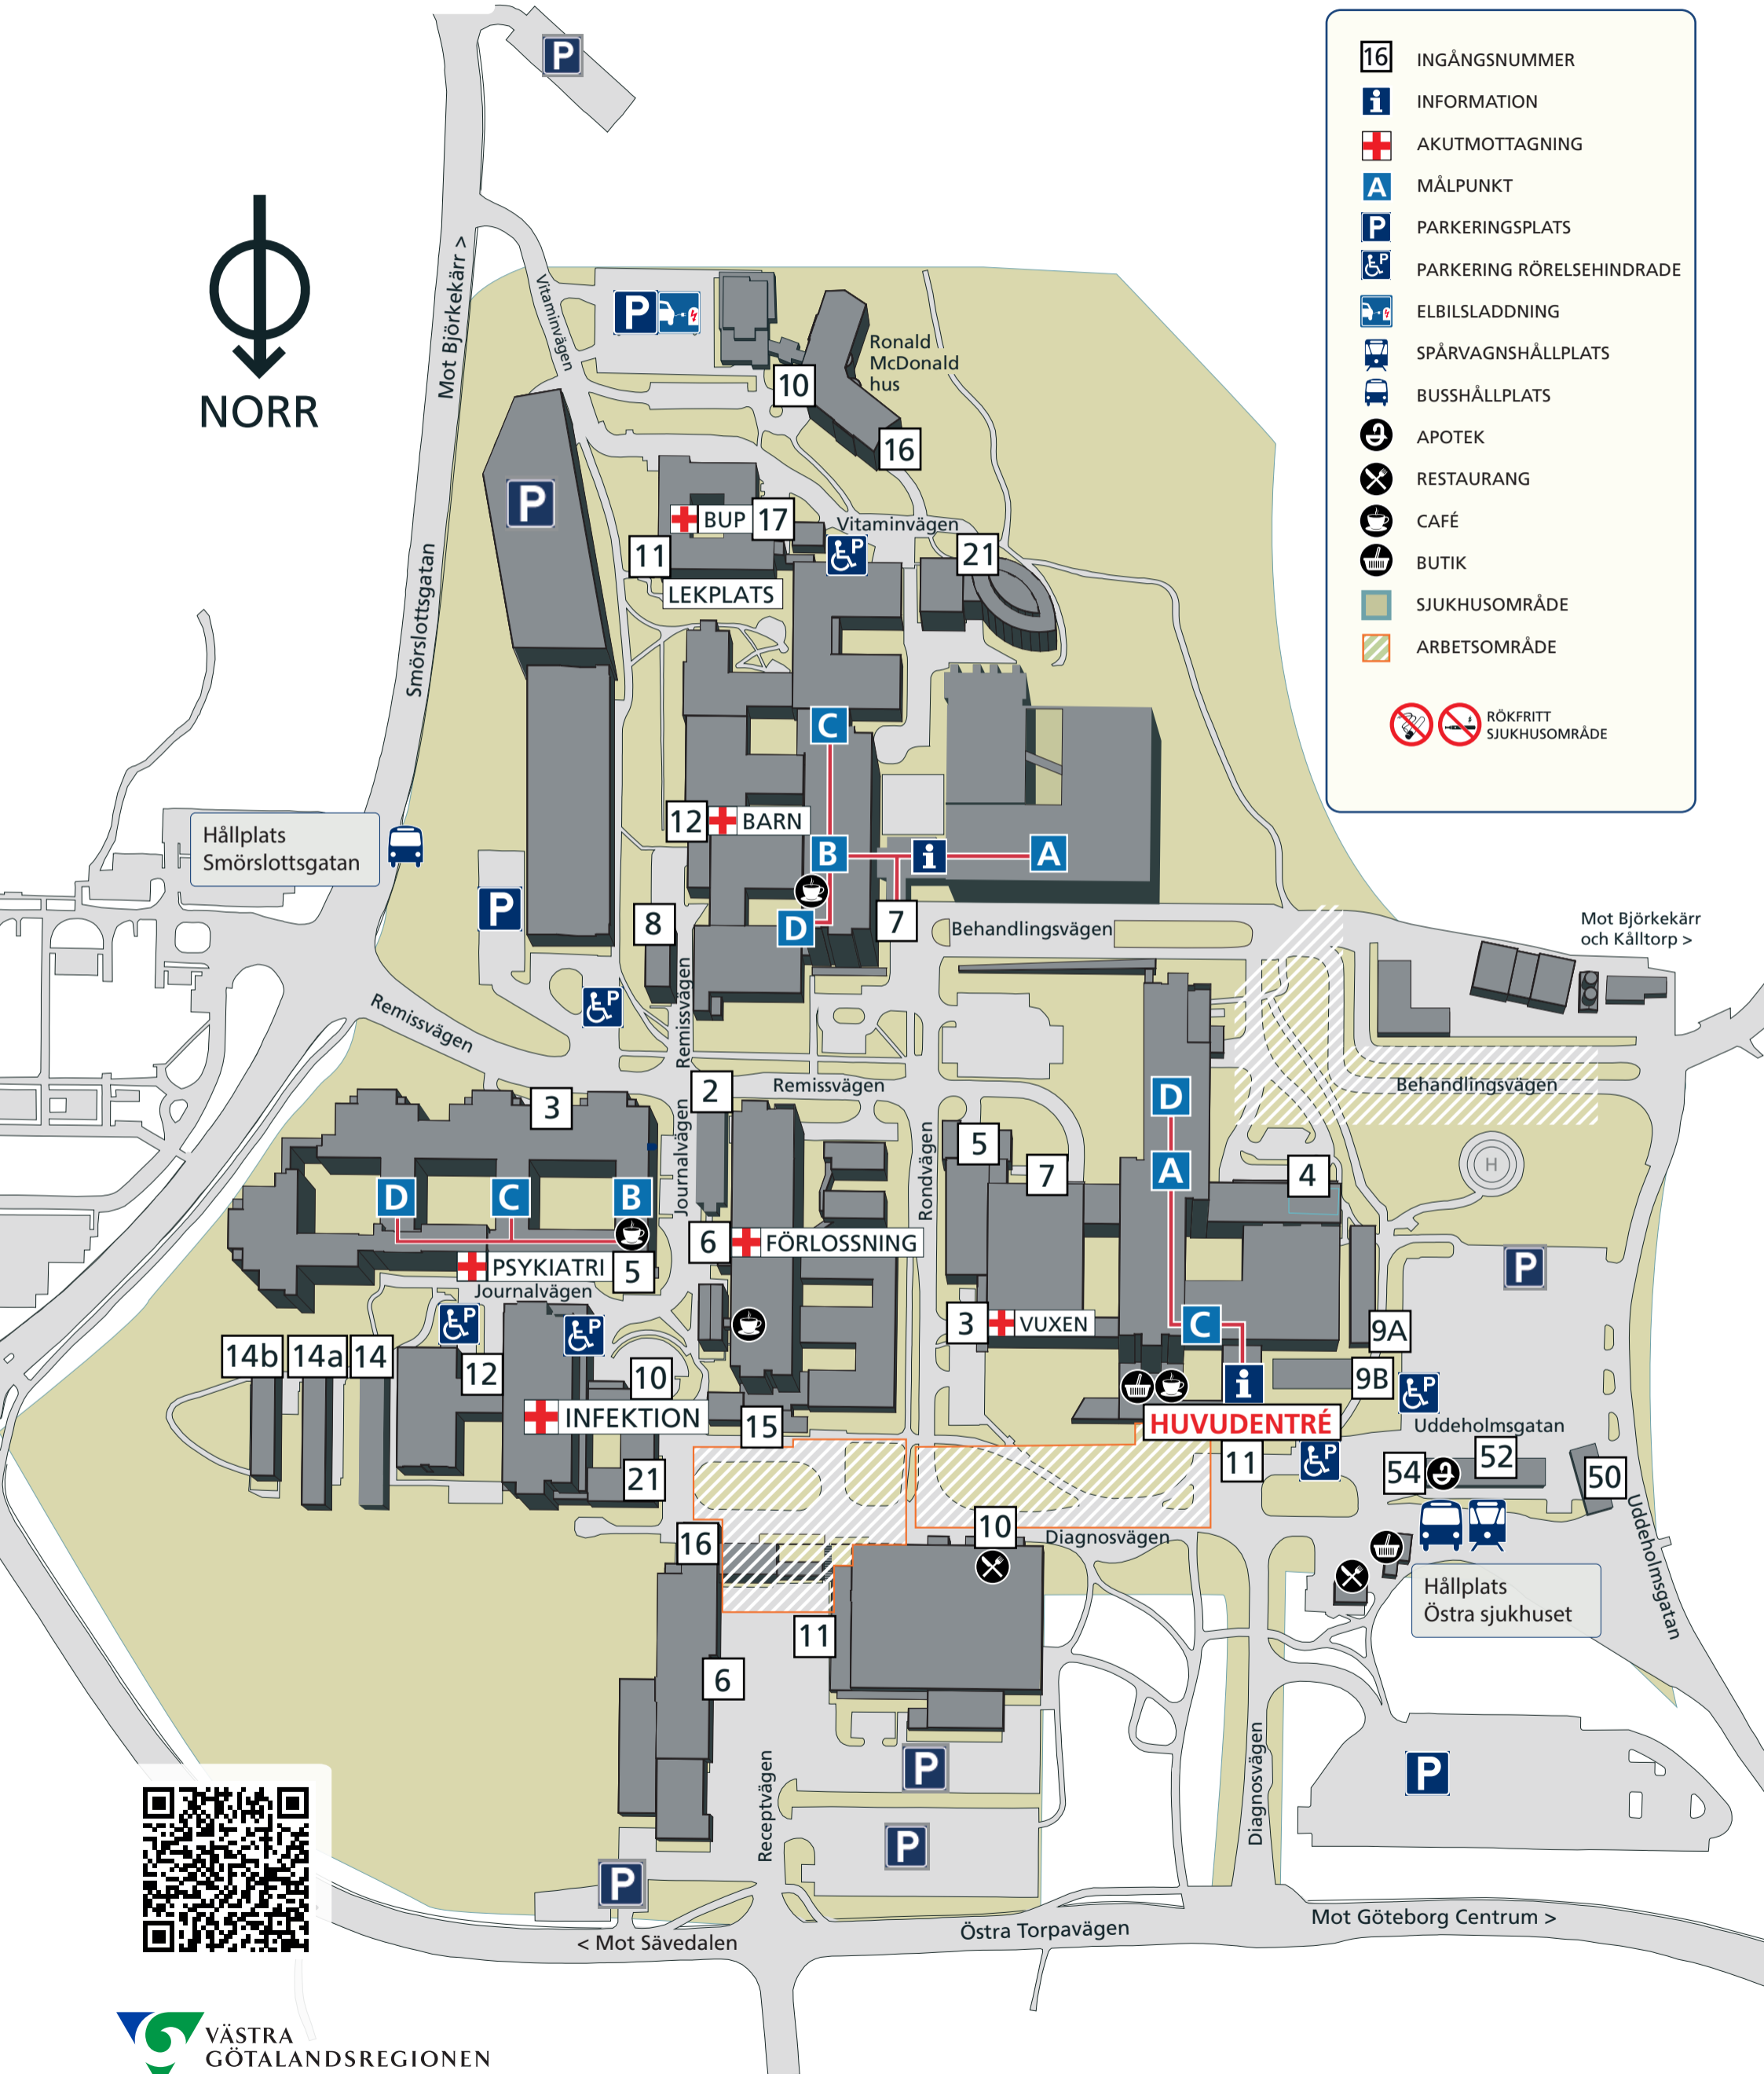 P
16 INGÅNGSNUMMER
i INFORMATION
AKUTMOTTAGNING
A MÅLPUNKT
P PARKERINGSPLATS
P PARKERING RÖRELSEHINDRADE
ELBILSLADDNING
SPÅRVAGNSHÅLLPLATS
BUSSHÅLLPLATS
APOTEK
RESTAURANG
CAFÉ
BUTIK
SJUKHUSOMRÅDE
ARBETSOMRÅDE
RÖKFRITT
SJUKHUSOMRÅDE
NORR
Mot Björkekärr >
Vitaminvägen
P
Ronald
McDonald
hus
10
16
P
BUP 17
Vitaminvägen
11
P
21
LEKPLATS
Smörslottsgatan
C
12 BARN
Hållplats
Smörslottsgatan
B
i
A
P
8
D
7
Behandlingsvägen
Mot Björkekärr
och Kålltorp >
P
Remissvägen
Remissvägen
2
Remissvägen
Behandlingsvägen
3
D
Journalvägen
Rondvägen
5
7
A
4
H
D
C
B
6 FÖRLOSSNING
PSYKIATRI 5
P
Journalvägen
P
P
3 VUXEN
C
9A
14b
14a
14
12
10
i
9B
P
INFEKTION
15
HUVUDENTRÉ
Uddeholmsgatan
11
P
54
52
50
21
16
10
Diagnosvägen
Uddeholmsgatan
Hållplats
Östra sjukhuset
11
6
P
Receptvägen
Diagnosvägen
P
P
P
Östra Torpavägen
Mot Göteborg Centrum >
< Mot Sävedalen
VÄSTRA
GÖTALANDSREGIONEN